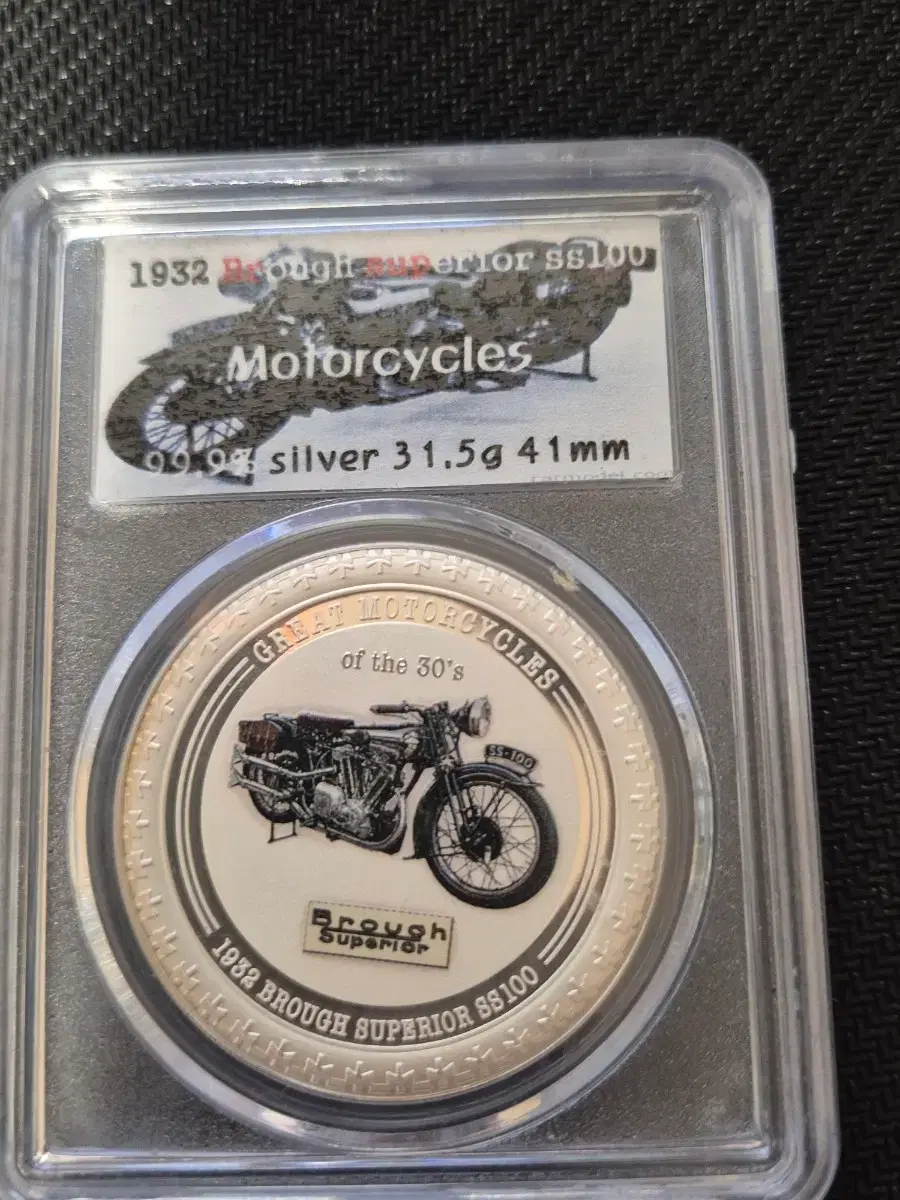 1932 Brough superior ss100
Motorcycles
99.9% silver 31.5g 41mm
GREAT MOTORCYCLES
of the 30's
SS-100
Brough
Superior
1932 BROUGH SUPERIOR SS100